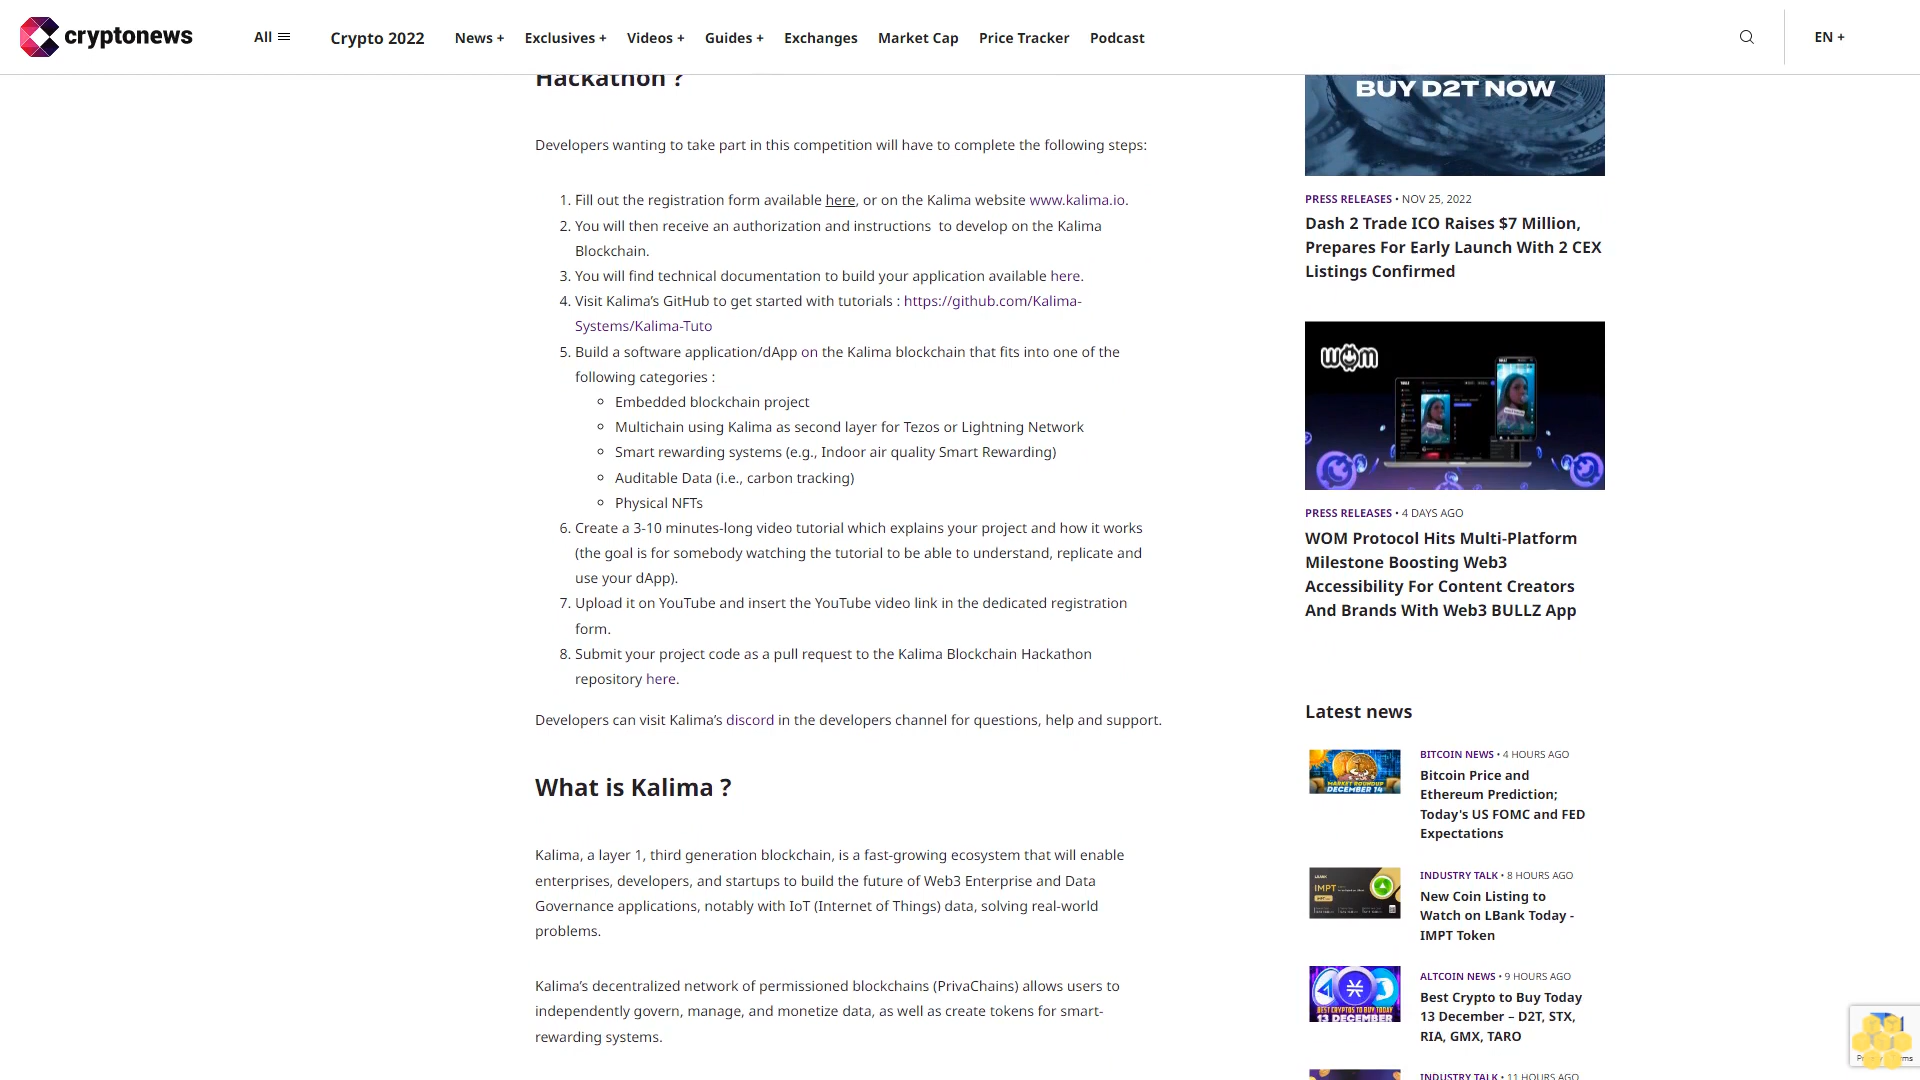 cryptonews
All
Crypto 2022
News +
Exclusives +
Videos +
Guides +
Exchanges
Market Cap
Price Tracker
Podcast
EN +
Hackathon ?
Developers wanting to take part in this competition will have to complete the following steps:
1. Fill out the registration form available here, or on the Kalima website www.kalima.io.
2. You will then receive an authorization and instructions  to develop on the Kalima
Blockchain.
3. You will find technical documentation to build your application available here.
4. Visit Kalima’s GitHub to get started with tutorials : https://github.com/Kalima-
Systems/Kalima-Tuto
5. Build a software application/dApp on the Kalima blockchain that fits into one of the
following categories :
Embedded blockchain project
Multichain using Kalima as second layer for Tezos or Lightning Network
Smart rewarding systems (e.g., Indoor air quality Smart Rewarding)
Auditable Data (i.e., carbon tracking)
Physical NFTs
6. Create a 3-10 minutes-long video tutorial which explains your project and how it works
(the goal is for somebody watching the tutorial to be able to understand, replicate and
use your dApp).
7. Upload it on YouTube and insert the YouTube video link in the dedicated registration
form.
8. Submit your project code as a pull request to the Kalima Blockchain Hackathon
repository here.
Developers can visit Kalima’s discord in the developers channel for questions, help and support.
What is Kalima ?
Kalima, a layer 1, third generation blockchain, is a fast-growing ecosystem that will enable
enterprises, developers, and startups to build the future of Web3 Enterprise and Data
Governance applications, notably with IoT (Internet of Things) data, solving real-world
problems.
Kalima’s decentralized network of permissioned blockchains (PrivaChains) allows users to
independently govern, manage, and monetize data, as well as create tokens for smart-
rewarding systems.
BUY D2T NOW
PRESS RELEASES • NOV 25, 2022
Dash 2 Trade ICO Raises $7 Million,
Prepares For Early Launch With 2 CEX
Listings Confirmed
WOM
PRESS RELEASES • 4 DAYS AGO
WOM Protocol Hits Multi-Platform
Milestone Boosting Web3
Accessibility For Content Creators
And Brands With Web3 BULLZ App
Latest news
MARKET ROUNDUP
DECEMBER 14
BITCOIN NEWS • 4 HOURS AGO
Bitcoin Price and
Ethereum Prediction;
Today's US FOMC and FED
Expectations
LBANK
IMPT
INDUSTRY TALK • 8 HOURS AGO
New Coin Listing to
Watch on LBank Today -
IMPT Token
BEST CRYPTOS TO BUY TODAY
13 DECEMBER
ALTCOIN NEWS • 9 HOURS AGO
Best Crypto to Buy Today
13 December – D2T, STX,
RIA, GMX, TARO
INDUSTRY TALK • 11 HOURS AGO